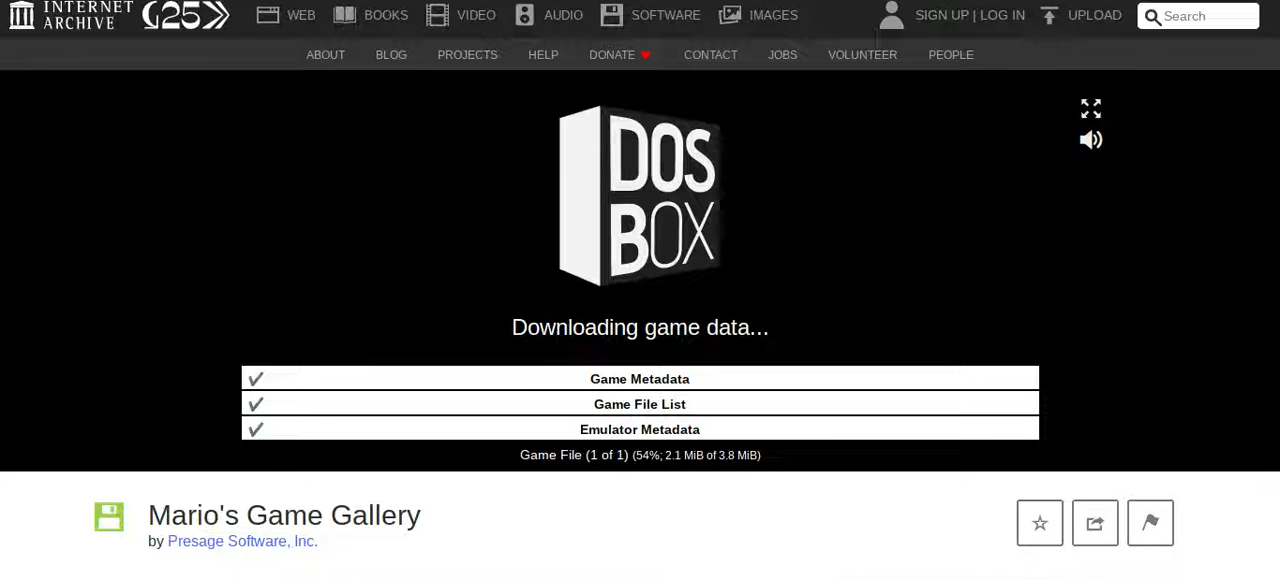 INTERNET ARCHIVE 25 WEB BOOKS VIDEO AUDIO SOFTWARE IMAGES SIGN UP | LOG IN UPLOAD Search
ABOUT BLOG PROJECTS HELP DONATE CONTACT JOBS VOLUNTEER PEOPLE
DOS
BOX
Downloading game data...
Game Metadata
Game File List
Emulator Metadata
Game File (1 of 1) (54%; 2.1 MiB of 3.8 MiB)
Mario's Game Gallery
by Presage Software, Inc.